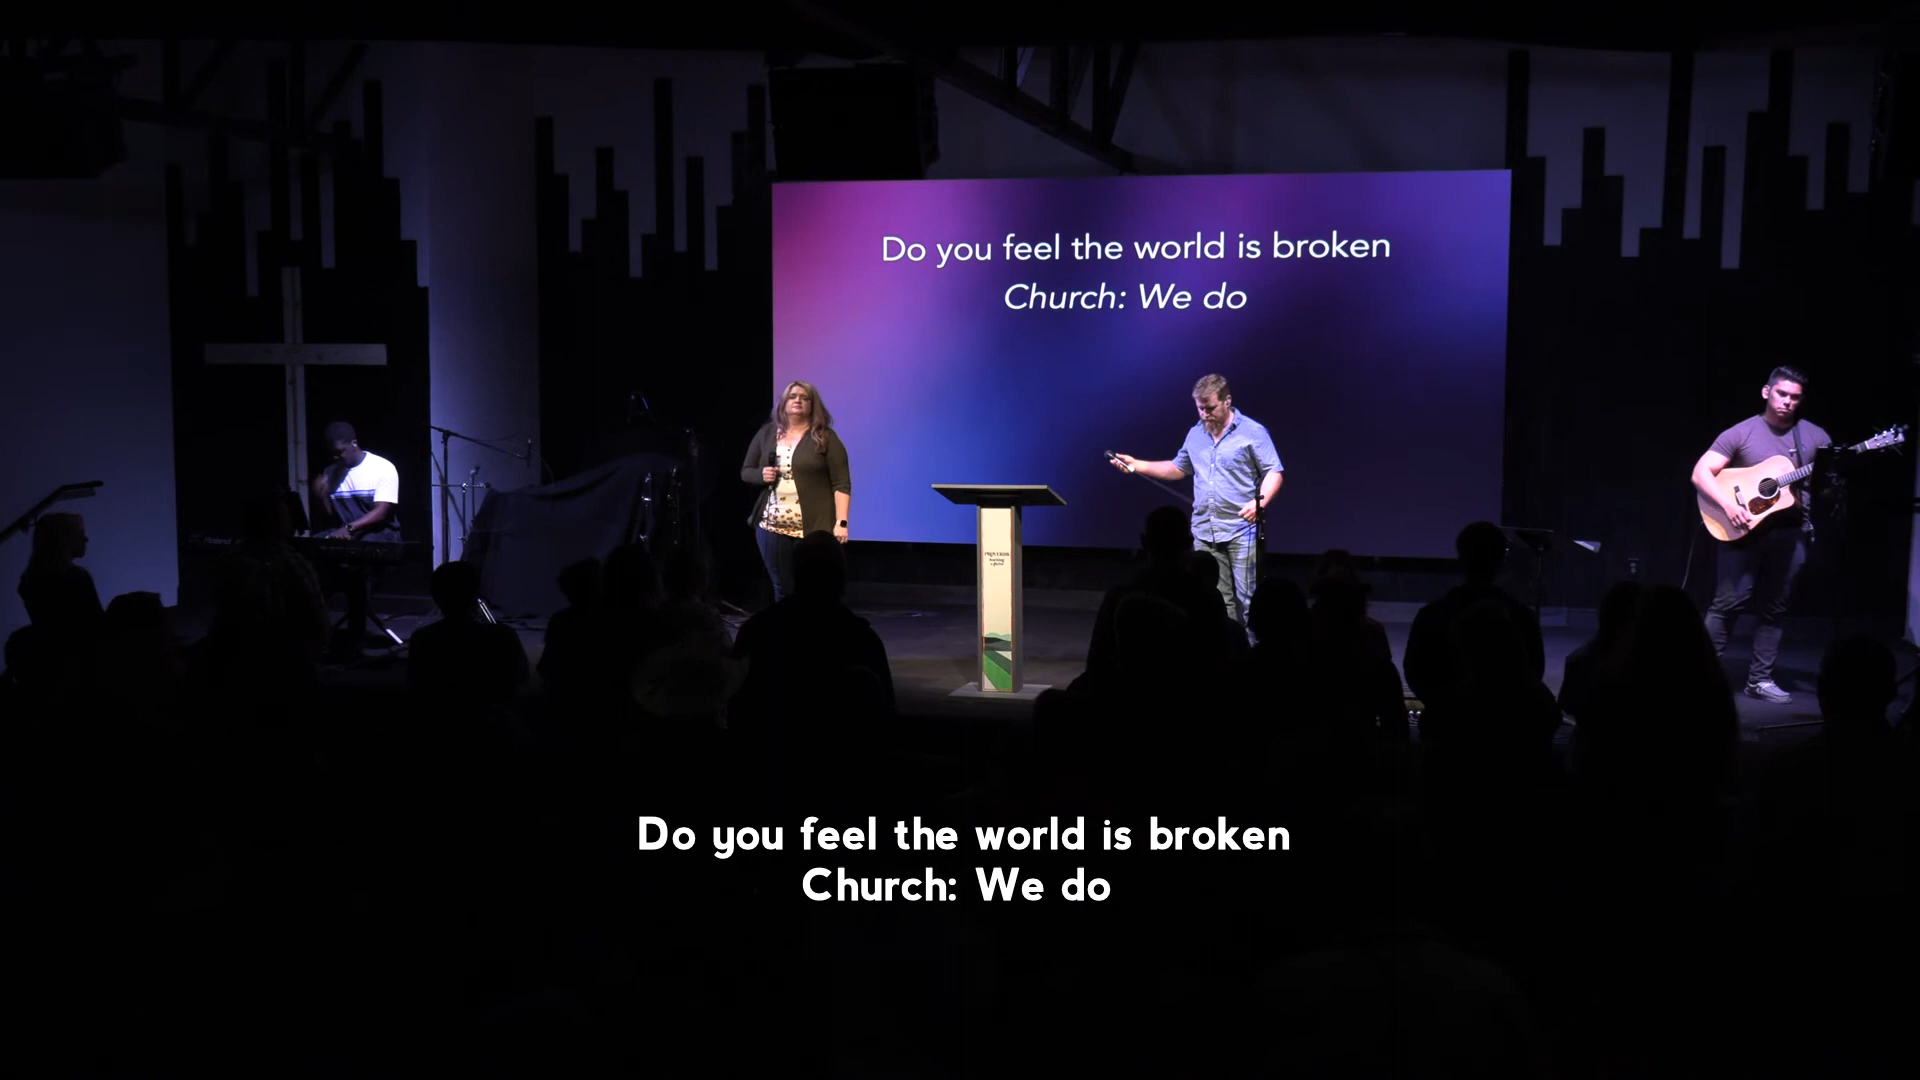 Do you feel the world is broken
Church: We do
PROVERBS
Do you feel the world is broken
Church: We do